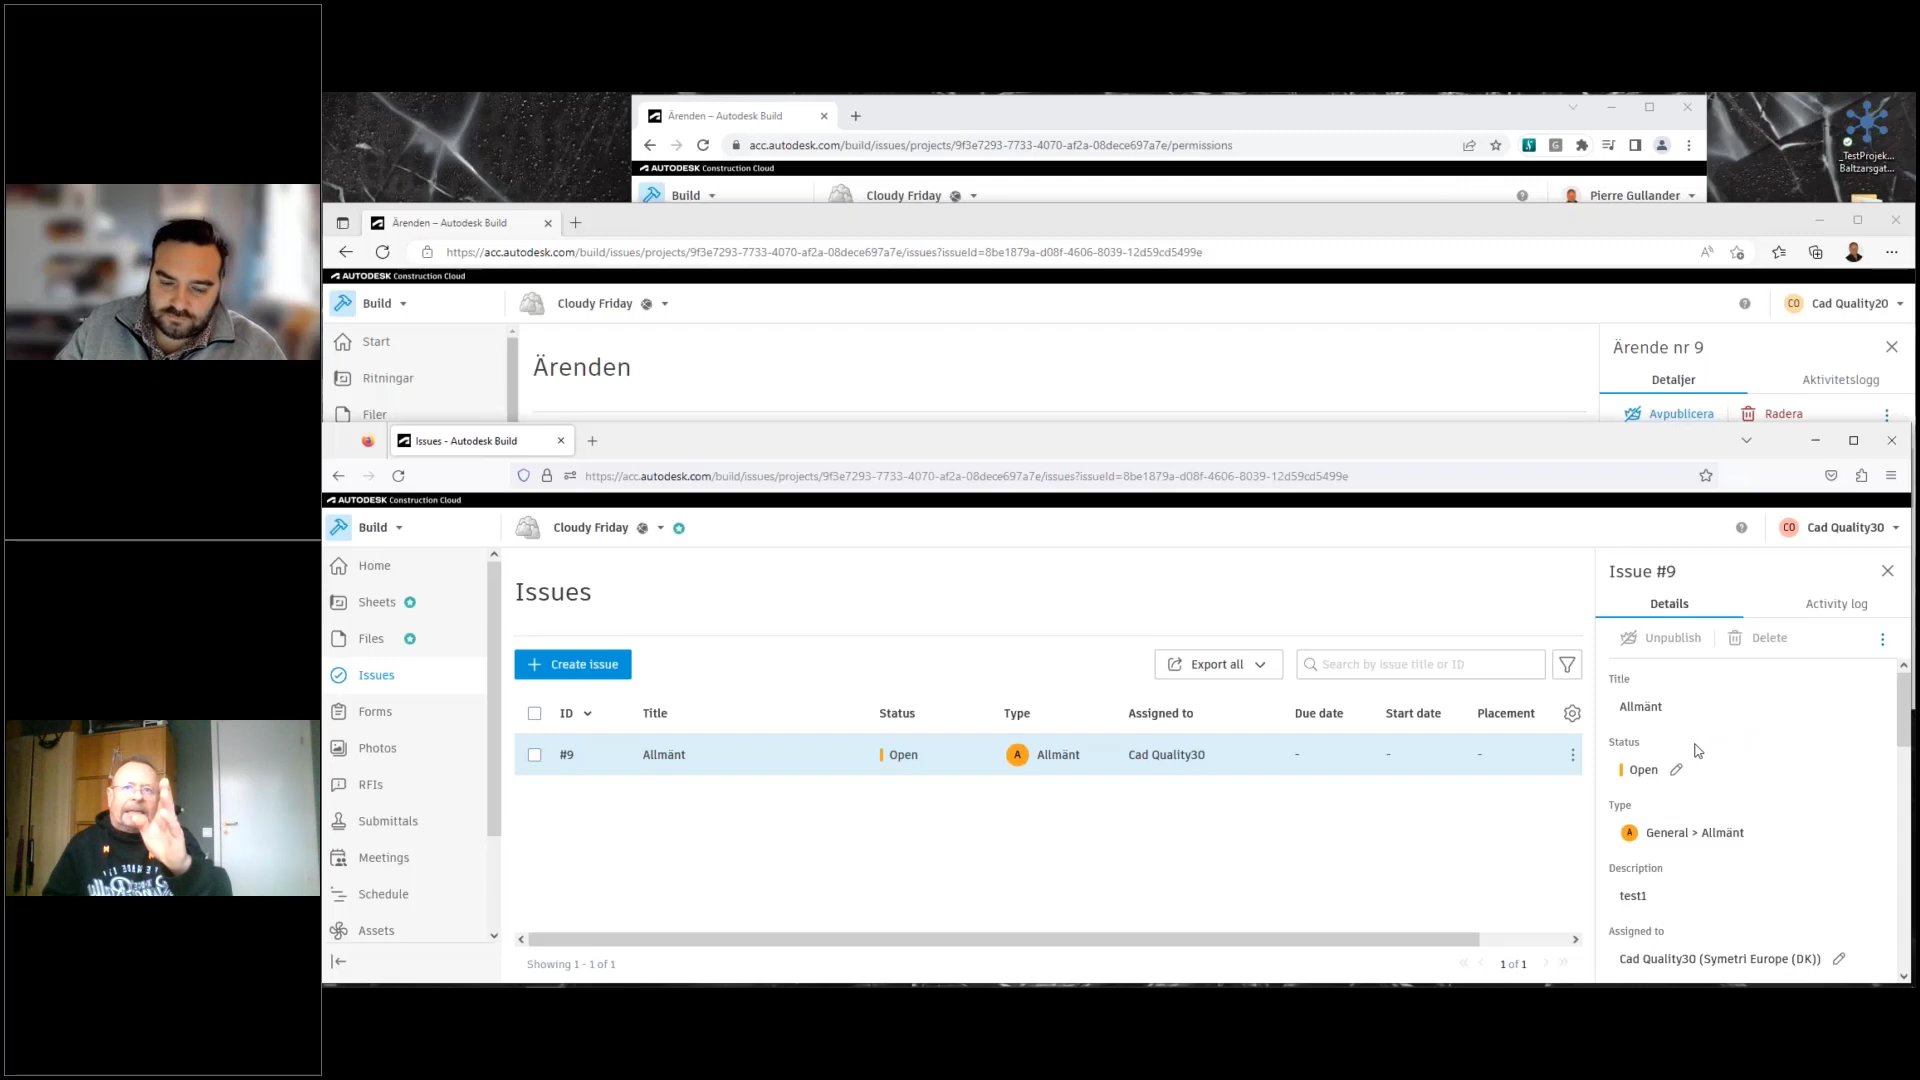 Ärenden – Autodesk Build
acc.autodesk.com/build/issues/projects/9f3e7293-7733-4070-af2a-08dece697a7e/permissions
AUTODESK Construction Cloud
Build
Cloudy Friday
Pierre Gullander
_TestProjek...
Baltzarsgat...
Ärenden – Autodesk Build
https://acc.autodesk.com/build/issues/projects/9f3e7293-7733-4070-af2a-08dece697a7e/issues?issueId=8be1879a-d08f-4606-8039-12d59cd5499e
AUTODESK Construction Cloud
Build
Cloudy Friday
CO Cad Quality20
Start
Ritningar
Filer
Ärenden
Ärende nr 9
Detaljer
Aktivitetslogg
Avpublicera
Radera
Issues - Autodesk Build
https://acc.autodesk.com/build/issues/projects/9f3e7293-7733-4070-af2a-08dece697a7e/issues?issueId=8be1879a-d08f-4606-8039-12d59cd5499e
AUTODESK Construction Cloud
Build
Cloudy Friday
CO Cad Quality30
Home
Sheets
Files
Issues
Forms
Photos
RFIs
Submittals
Meetings
Schedule
Assets
Issues
Create issue
Export all
Search by issue title or ID
ID Title Status Type Assigned to Due date Start date Placement
#9 Allmänt Open A Allmänt Cad Quality30 - - -
Showing 1 - 1 of 1
1 of 1
Issue #9
Details
Activity log
Unpublish
Delete
Title
Allmänt
Status
Open
Type
A General > Allmänt
Description
test1
Assigned to
Cad Quality30 (Symetri Europe (DK))